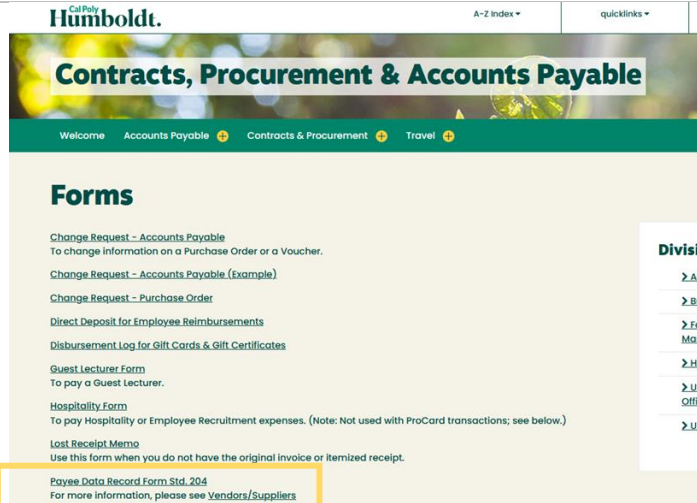 Cal Poly
Humboldt.
A-Z Index
quicklinks
Contracts, Procurement & Accounts Payable
Welcome Accounts Payable Contracts & Procurement Travel
Forms
Change Request - Accounts Payable
To change information on a Purchase Order or a Voucher.
Change Request - Accounts Payable (Example)
Change Request - Purchase Order
Direct Deposit for Employee Reimbursements
Disbursement Log for Gift Cards & Gift Certificates
Guest Lecturer Form
To pay a Guest Lecturer.
Hospitality Form
To pay Hospitality or Employee Recruitment expenses. (Note: Not used with ProCard transactions; see below.)
Lost Receipt Memo
Use this form when you do not have the original invoice or itemized receipt.
Payee Data Record Form Std. 204
For more information, please see Vendors/Suppliers